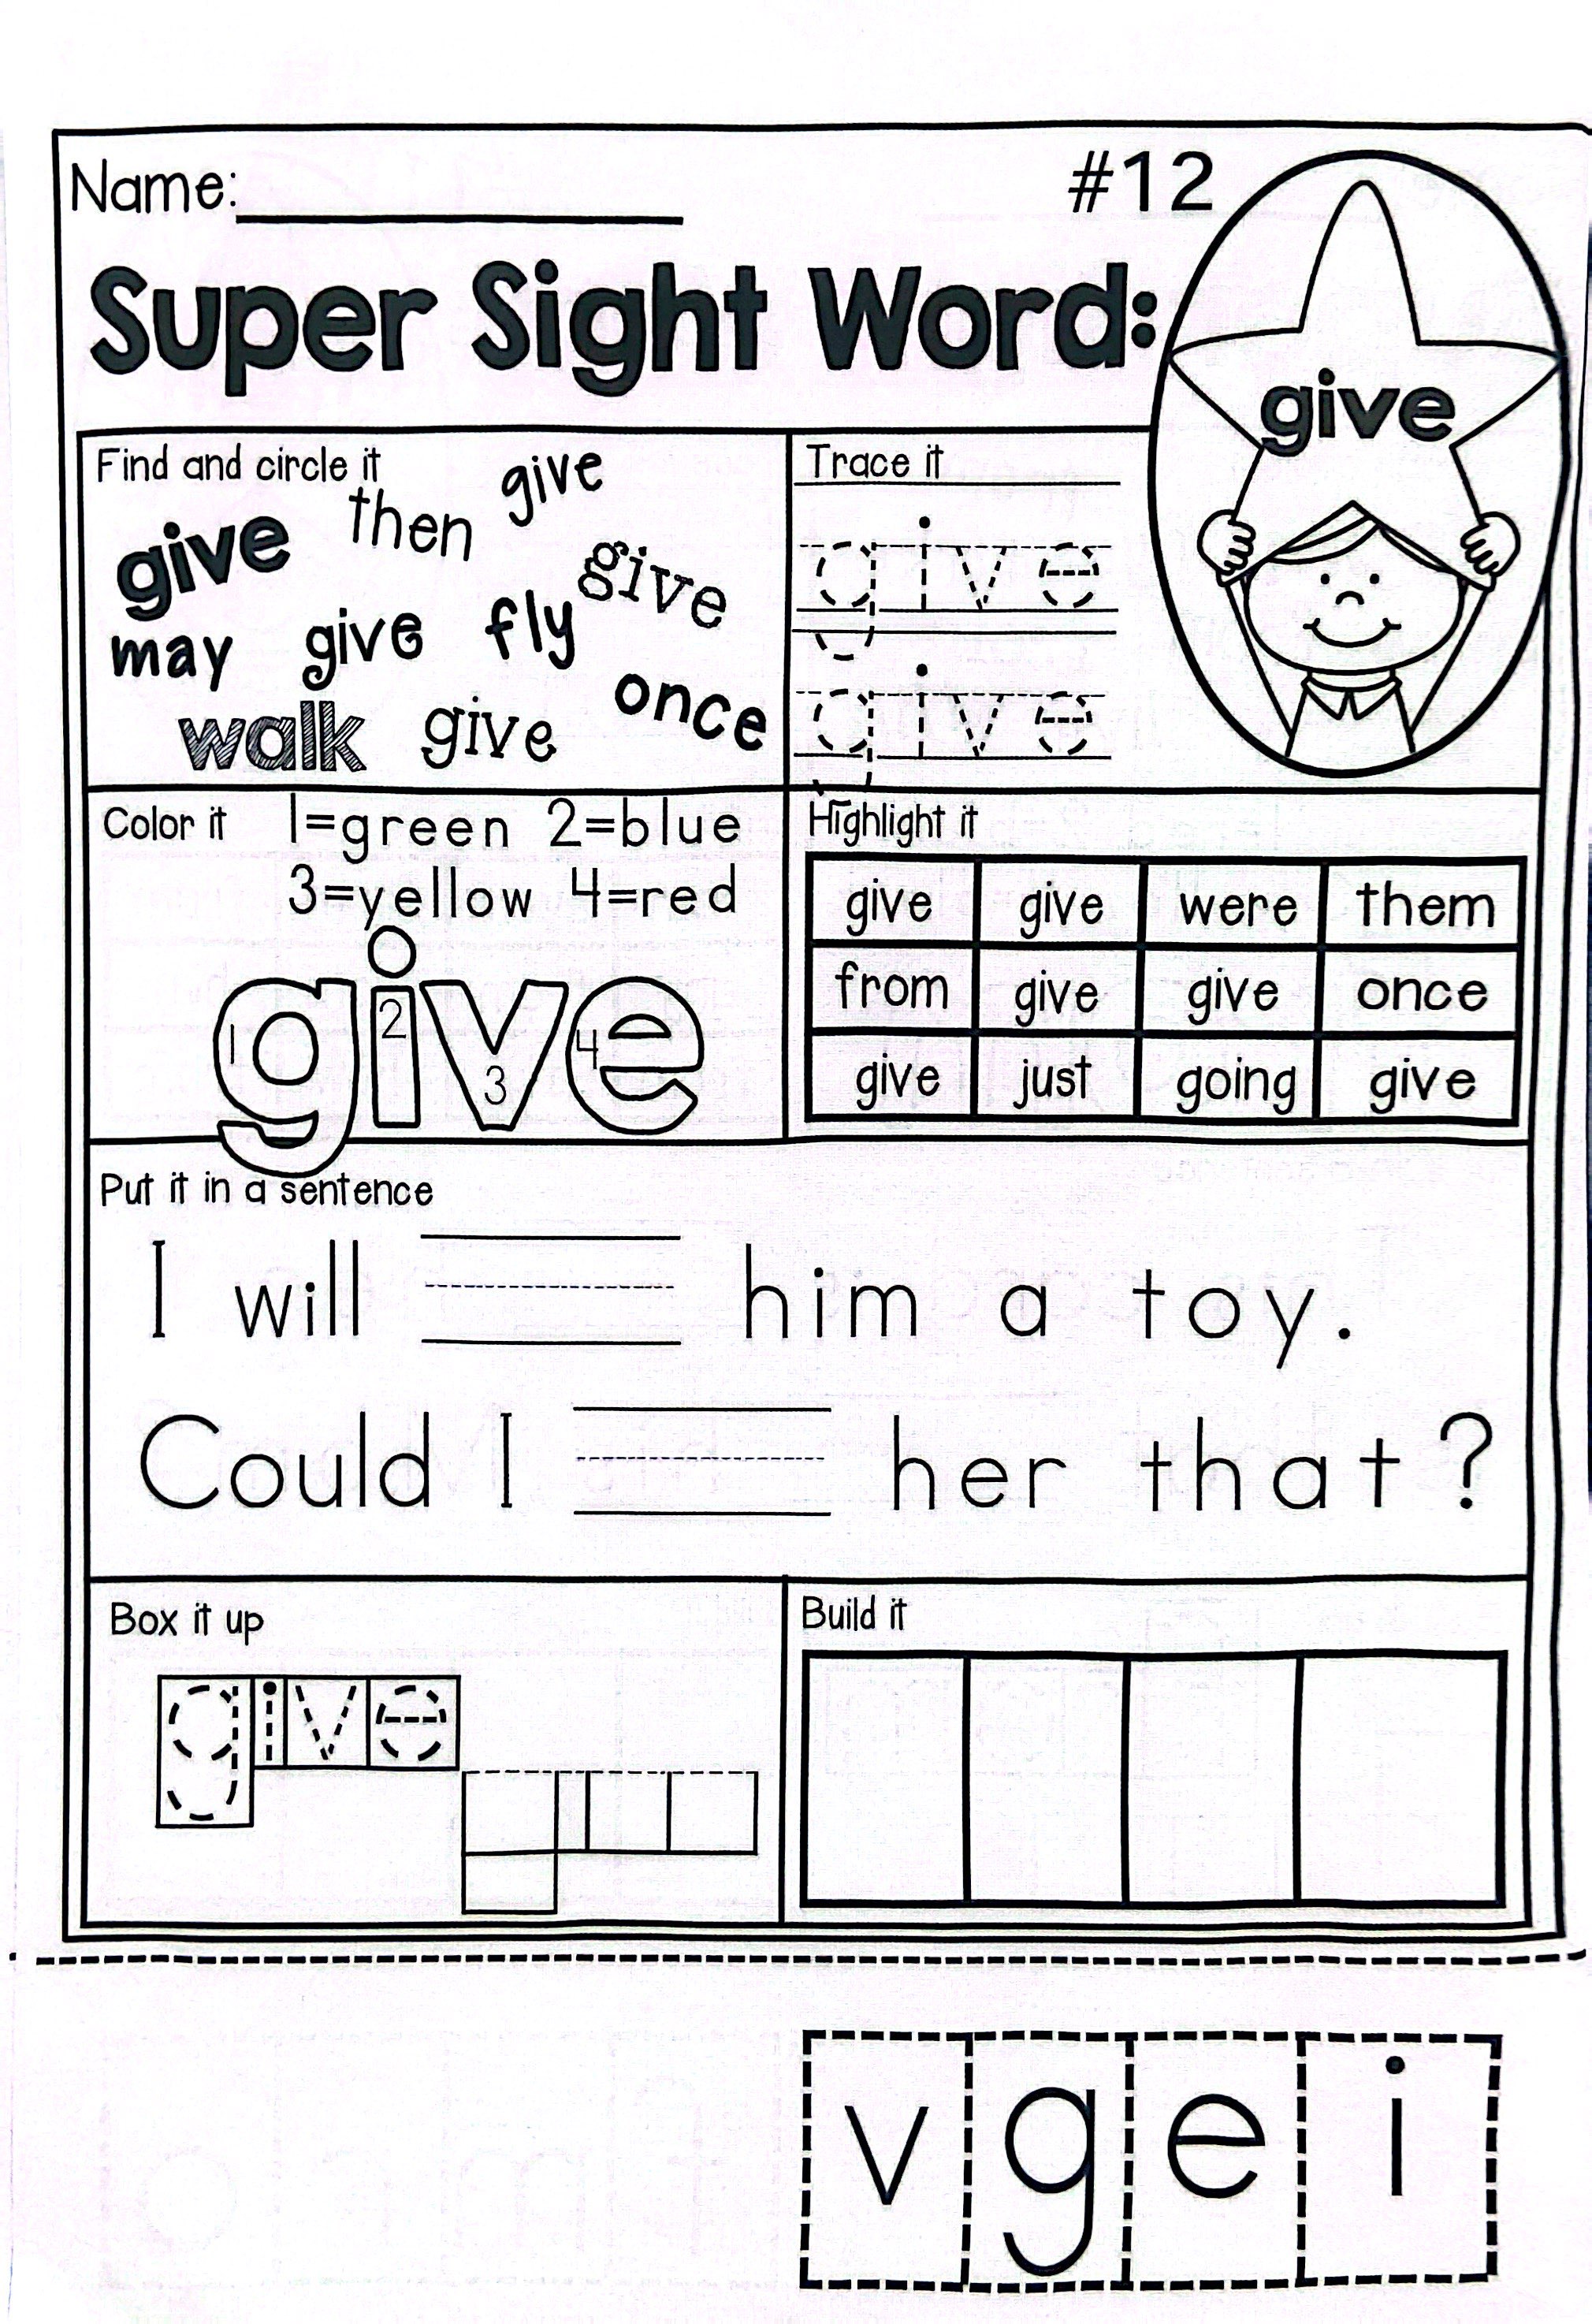 Name:
#12
Super Sight Word:
give
Find and circle it
give
then
give
give
may
give
fly
once
walk
give
Trace it
give
give
Color it 1=green 2=blue
3=yellow 4=red
give
1
2
3
4
Highlight it
give give were them
from give give once
give just going give
Put it in a sentence
I will him a toy.
Could I her that?
Box it up
give
Build it
v g e i